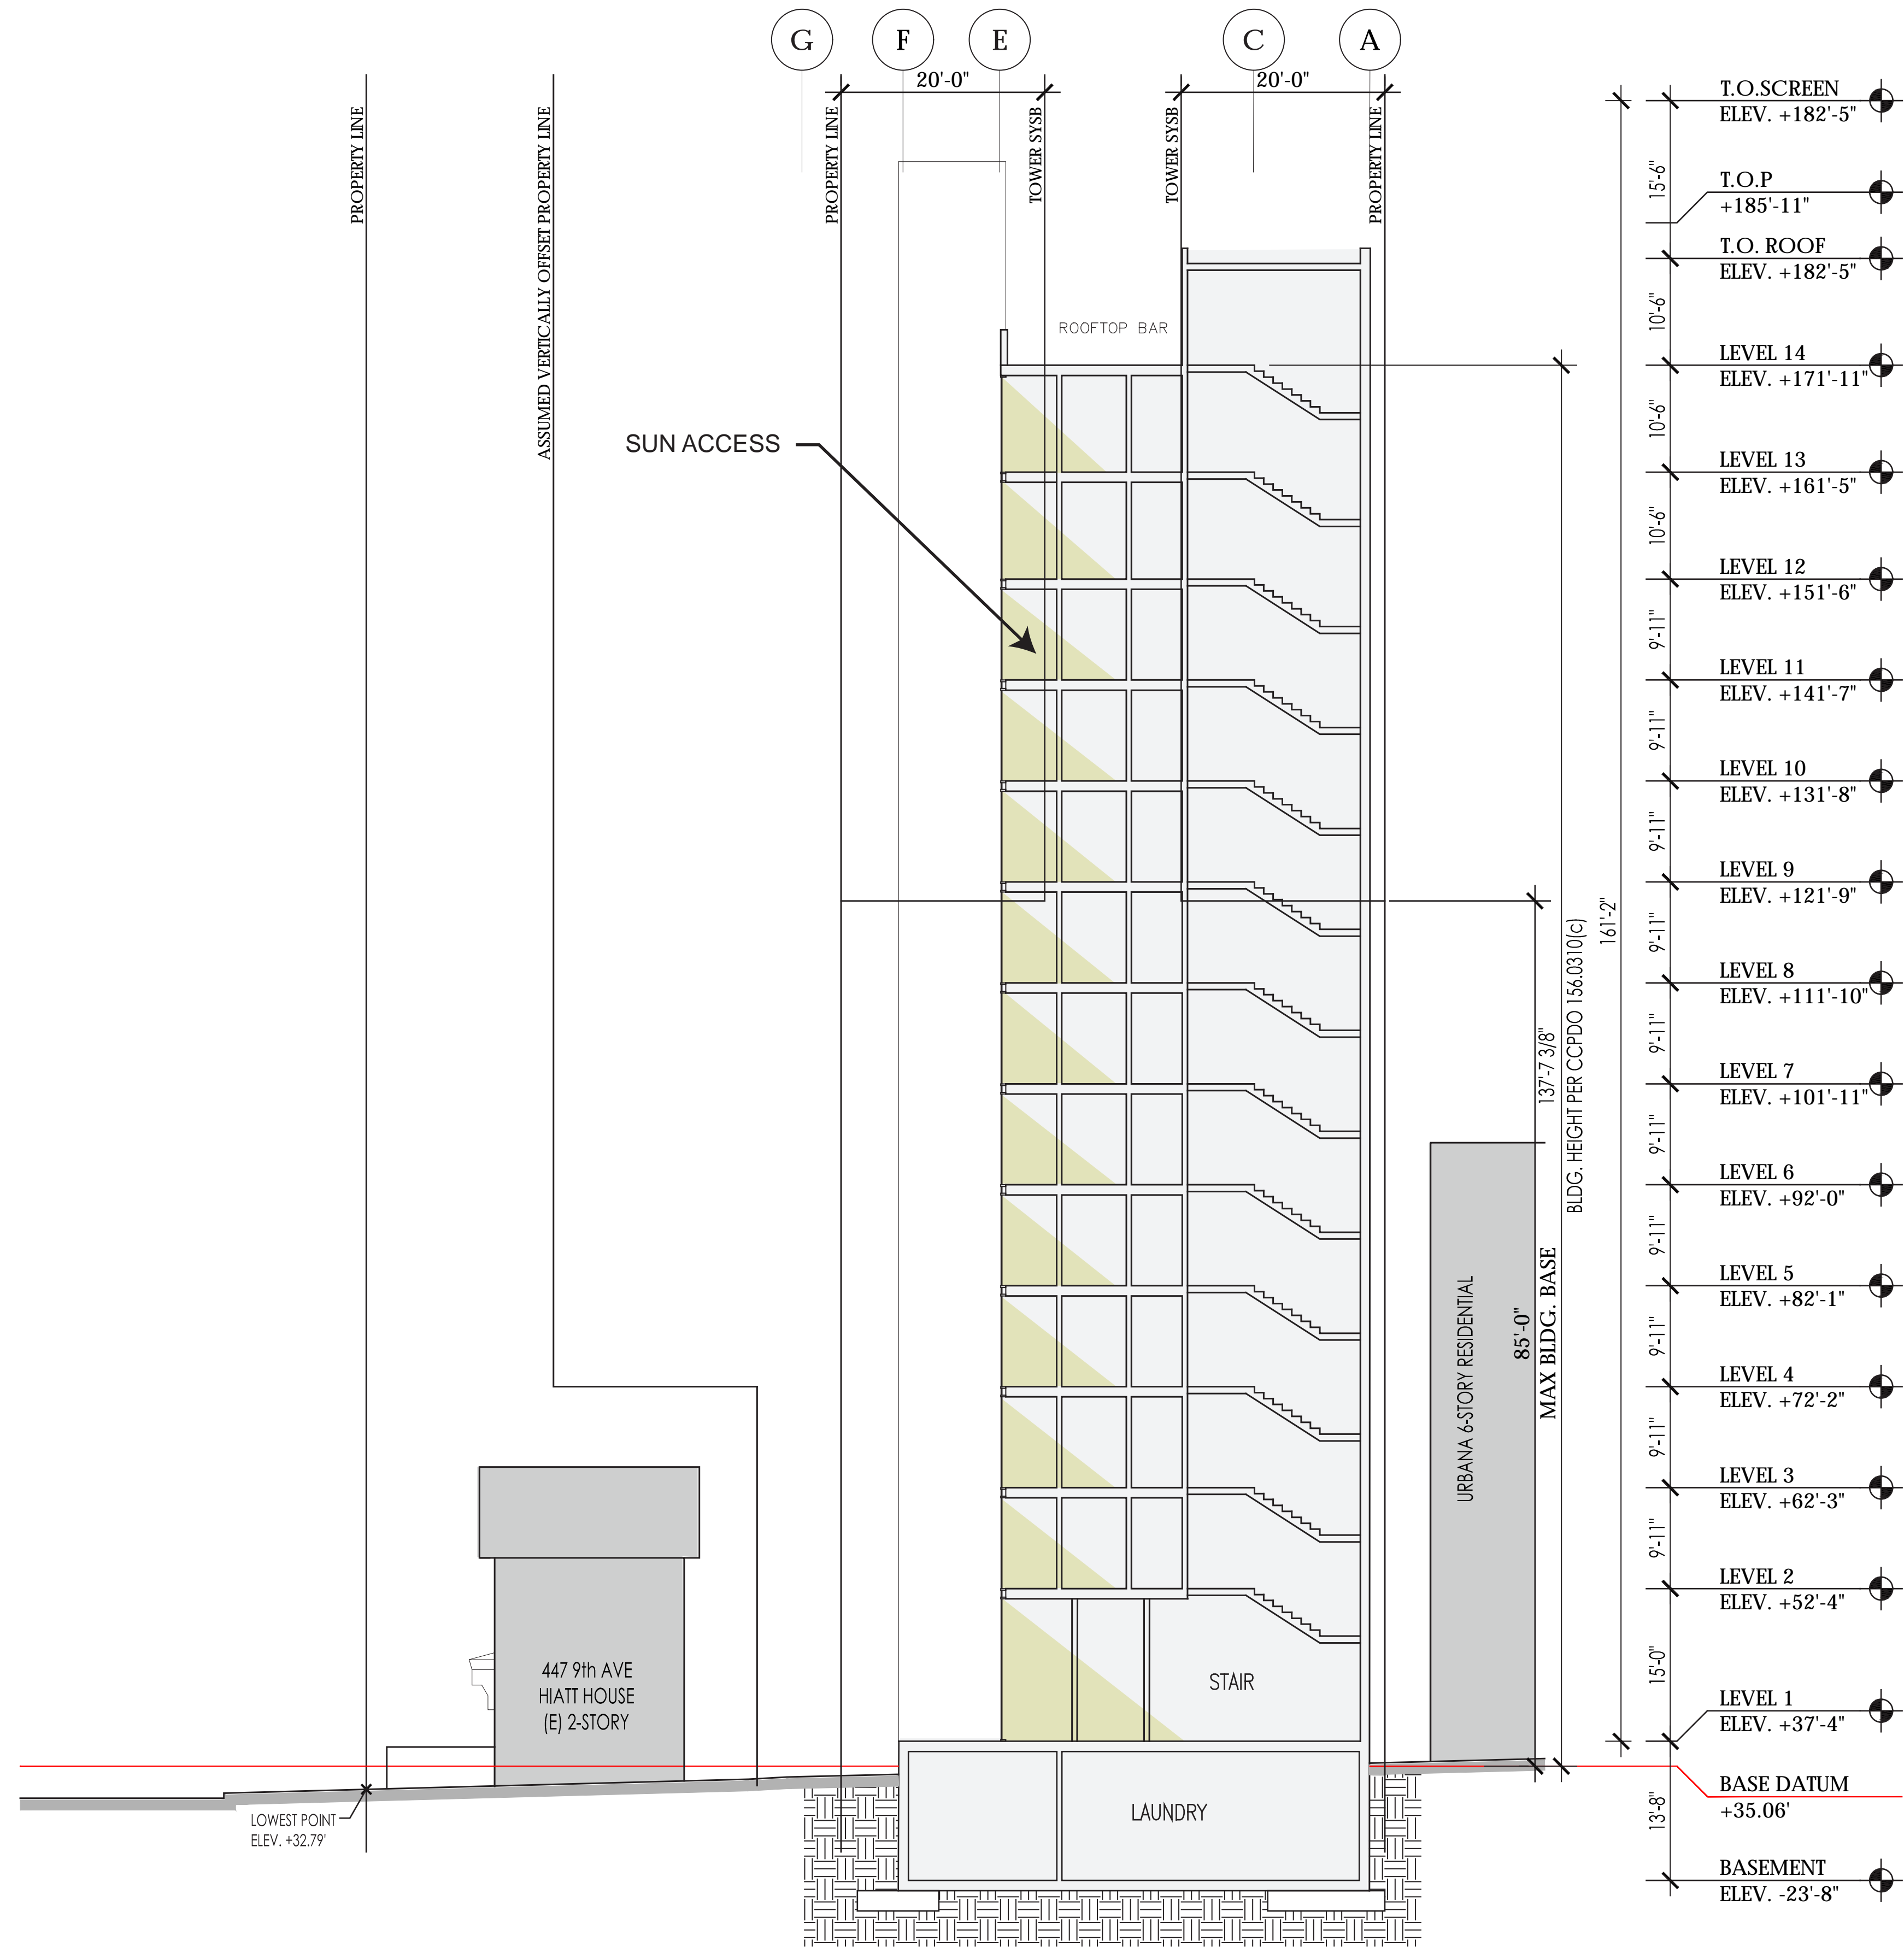 G
F
E
C
A
20'-0"
20'-0"
PROPERTY LINE
ASSUMED VERTICALLY OFFSET PROPERTY LINE
PROPERTY LINE
TOWER SYSB
TOWER SYSB
PROPERTY LINE
T.O.SCREEN
ELEV. +182'-5"
15'-6"
T.O.P
+185'-11"
T.O. ROOF
ELEV. +182'-5"
10'-6"
ROOFTOP BAR
LEVEL 14
ELEV. +171'-11"
10'-6"
SUN ACCESS
LEVEL 13
ELEV. +161'-5"
10'-6"
LEVEL 12
ELEV. +151'-6"
9'-11"
LEVEL 11
ELEV. +141'-7"
9'-11"
LEVEL 10
ELEV. +131'-8"
9'-11"
LEVEL 9
ELEV. +121'-9"
9'-11"
161'-2"
BLDG. HEIGHT PER CCPDO 156.0310(c)
137'-7 3/8"
LEVEL 8
ELEV. +111'-10"
9'-11"
LEVEL 7
ELEV. +101'-11"
9'-11"
LEVEL 6
ELEV. +92'-0"
9'-11"
LEVEL 5
ELEV. +82'-1"
9'-11"
URBANA 6-STORY RESIDENTIAL
85'-0"
MAX BLDG. BASE
LEVEL 4
ELEV. +72'-2"
9'-11"
LEVEL 3
ELEV. +62'-3"
9'-11"
LEVEL 2
ELEV. +52'-4"
15'-0"
447 9th AVE
HIATT HOUSE
(E) 2-STORY
STAIR
LEVEL 1
ELEV. +37'-4"
BASE DATUM
+35.06'
13'-8"
LOWEST POINT
ELEV. +32.79'
LAUNDRY
BASEMENT
ELEV. -23'-8"